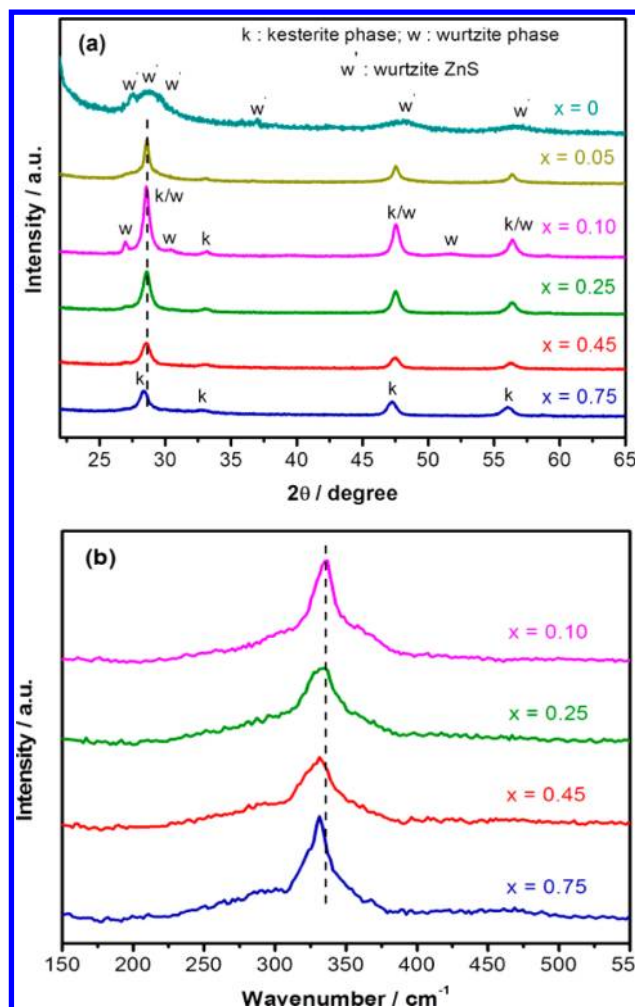 (a)
k : kesterite phase; w : wurtzite phase
w' : wurtzite ZnS
w' w' w' w' w' w'
x = 0
x = 0.05
w k/w w k k/w w k/w
x = 0.10
x = 0.25
x = 0.45
k k k k
x = 0.75
Intensity / a.u.
25 30 35 40 45 50 55 60 65
2θ / degree
(b)
x = 0.10
x = 0.25
x = 0.45
x = 0.75
Intensity / a.u.
150 200 250 300 350 400 450 500 55
Wavenumber / cm-1